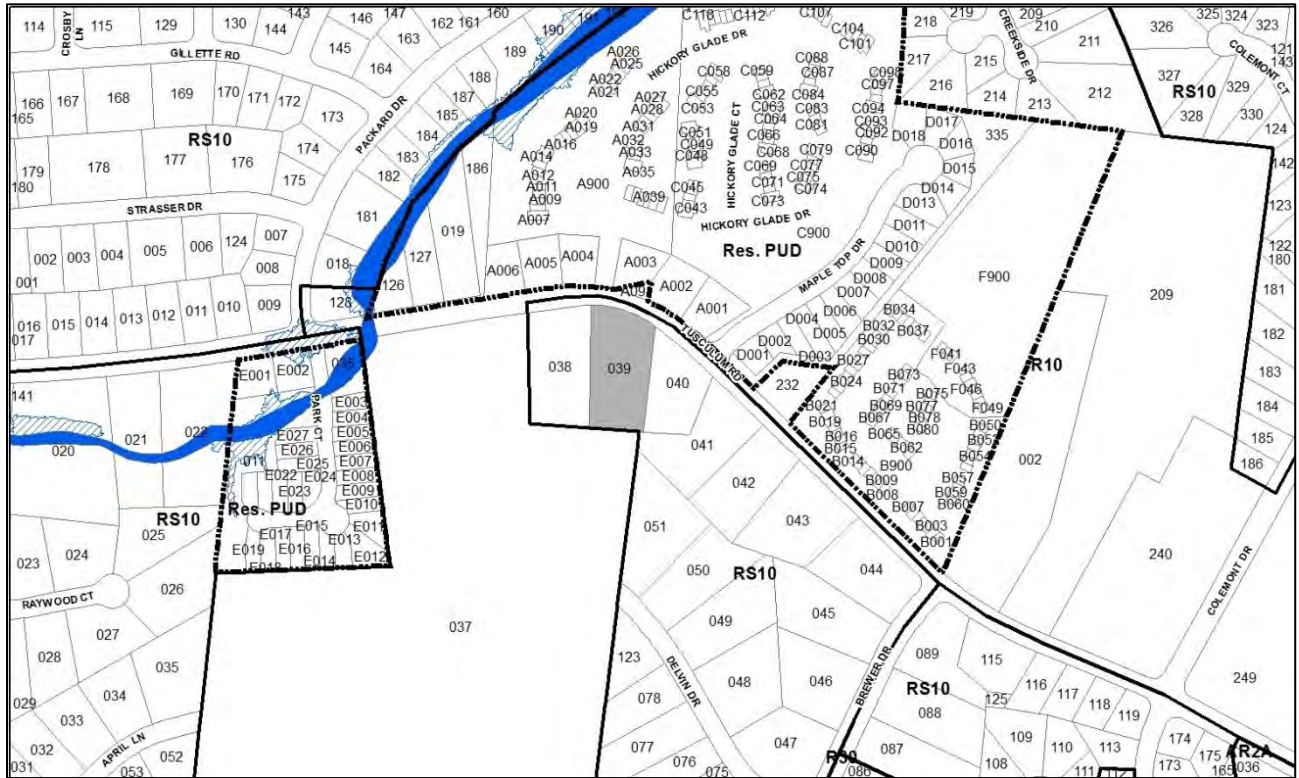 114
CROSBY LN
115
129
130
144
146
147
162
161
160
190
191
C118
C112
C107
218
219
209
210
211
326
325
324
323
GILLETTE RD
145
163
189
A026
A025
HICKORY GLADE DR
C104
C101
217
215
CREEKSIDE DR
121
143
164
188
A022
A021
C058
C059
C088
C087
C098
C097
216
214
213
212
327
RS10
329
COLEMONT CT
166
165
167
168
169
170
171
172
173
PACKARD DR
187
185
A027
A028
C055
C053
C062
C063
C064
C084
C083
C081
C094
C093
C092
C090
D017
D018
D016
D015
335
328
330
124
RS10
184
A020
A019
A016
A031
A032
A033
C051
C049
C048
C066
C068
C079
C077
142
179
180
178
177
176
174
175
183
182
186
A014
A012
A011
A009
A007
A900
A035
A039
C045
C043
HICKORY GLADE CT
C069
C071
C073
C075
C074
D014
D013
D011
123
STRASSER DR
181
019
HICKORY GLADE DR
C900
Res. PUD
D010
D009
D008
D007
D006
F900
209
122
180
001
002
003
004
005
006
124
007
008
018
127
126
A006
A005
A004
A003
A002
A001
A09
MAPLE TOP DR
181
016
017
015
014
013
012
011
010
009
128
TUSCULUM RD
D004
D005
D002
D001
D003
B034
B032
B030
B037
B027
182
038
039
040
232
B024
F041
F043
F046
F049
R10
183
141
E001
E002
035
PARK CT
B073
B071
B075
B069
B077
B067
B078
B065
B080
B062
B021
B019
B016
B015
B014
B050
B054
184
185
186
020
021
022
E003
E004
E005
E006
E007
E008
E009
E010
E027
E026
E025
E024
E022
E023
011
041
042
043
B900
B009
B008
B007
B057
B059
B060
B003
B001
002
240
RS10
Res. PUD
025
E015
E011
E017
E013
E019
E016
E018
E014
E012
051
023
024
026
050
RS10
044
COLEMONT DR
RAYWOOD CT
027
037
049
045
028
035
123
DELVIN DR
048
046
BREWER DR
089
115
249
034
029
033
078
RS10
088
125
116
117
118
119
032
031
APRIL LN
052
053
077
076
075
047
087
086
R30
109
108
110
111
113
112
174
173
175
165
036
AR2A